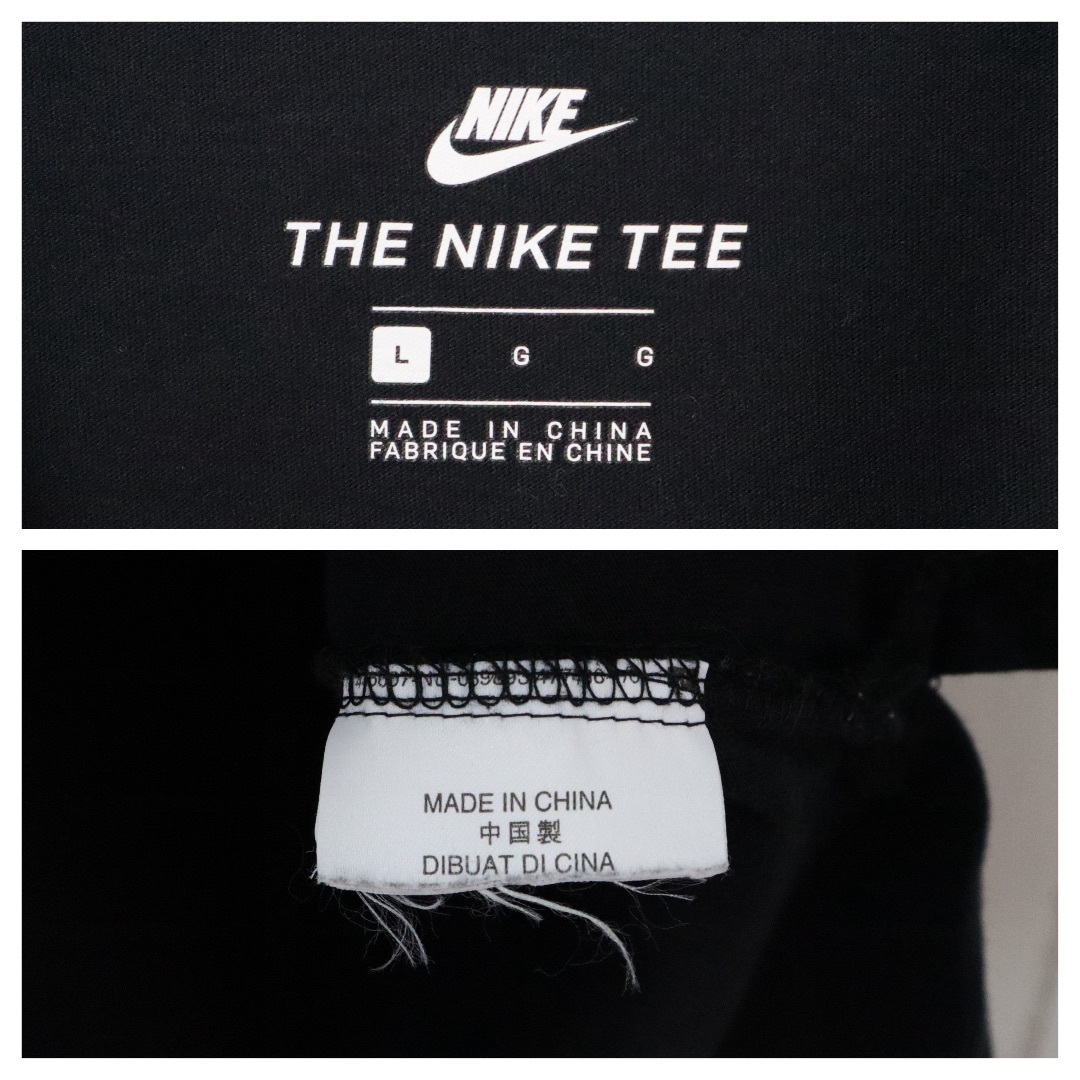 NIKE
THE NIKE TEE
L G G
MADE IN CHINA
FABRIQUE EN CHINE
MADE IN CHINA
中国製
DIBUAT DI CINA